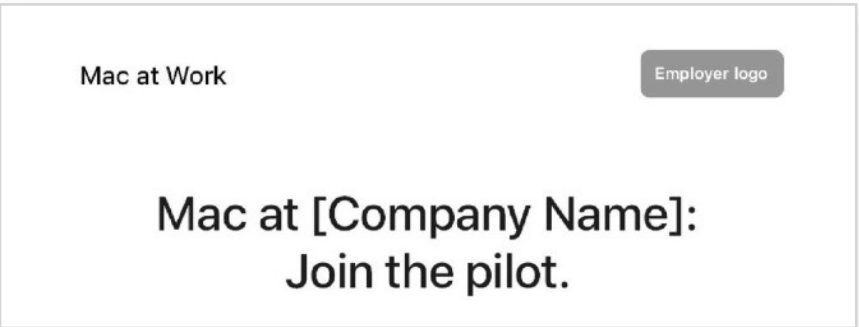 Mac at Work
Employer logo
Mac at [Company Name]:
Join the pilot.